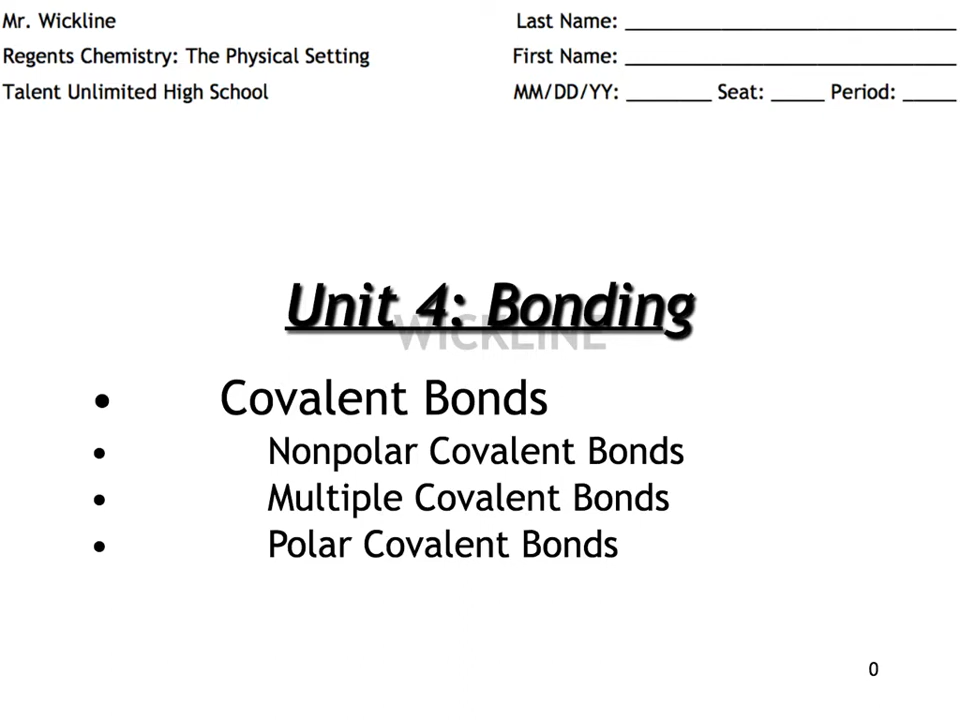 Mr. Wickline
Last Name: ______________________________
Regents Chemistry: The Physical Setting
First Name: ______________________________
Talent Unlimited High School
MM/DD/YY: ________ Seat: _____ Period: _____
Unit 4: Bonding
WICKLINE
• Covalent Bonds
• Nonpolar Covalent Bonds
• Multiple Covalent Bonds
• Polar Covalent Bonds
0